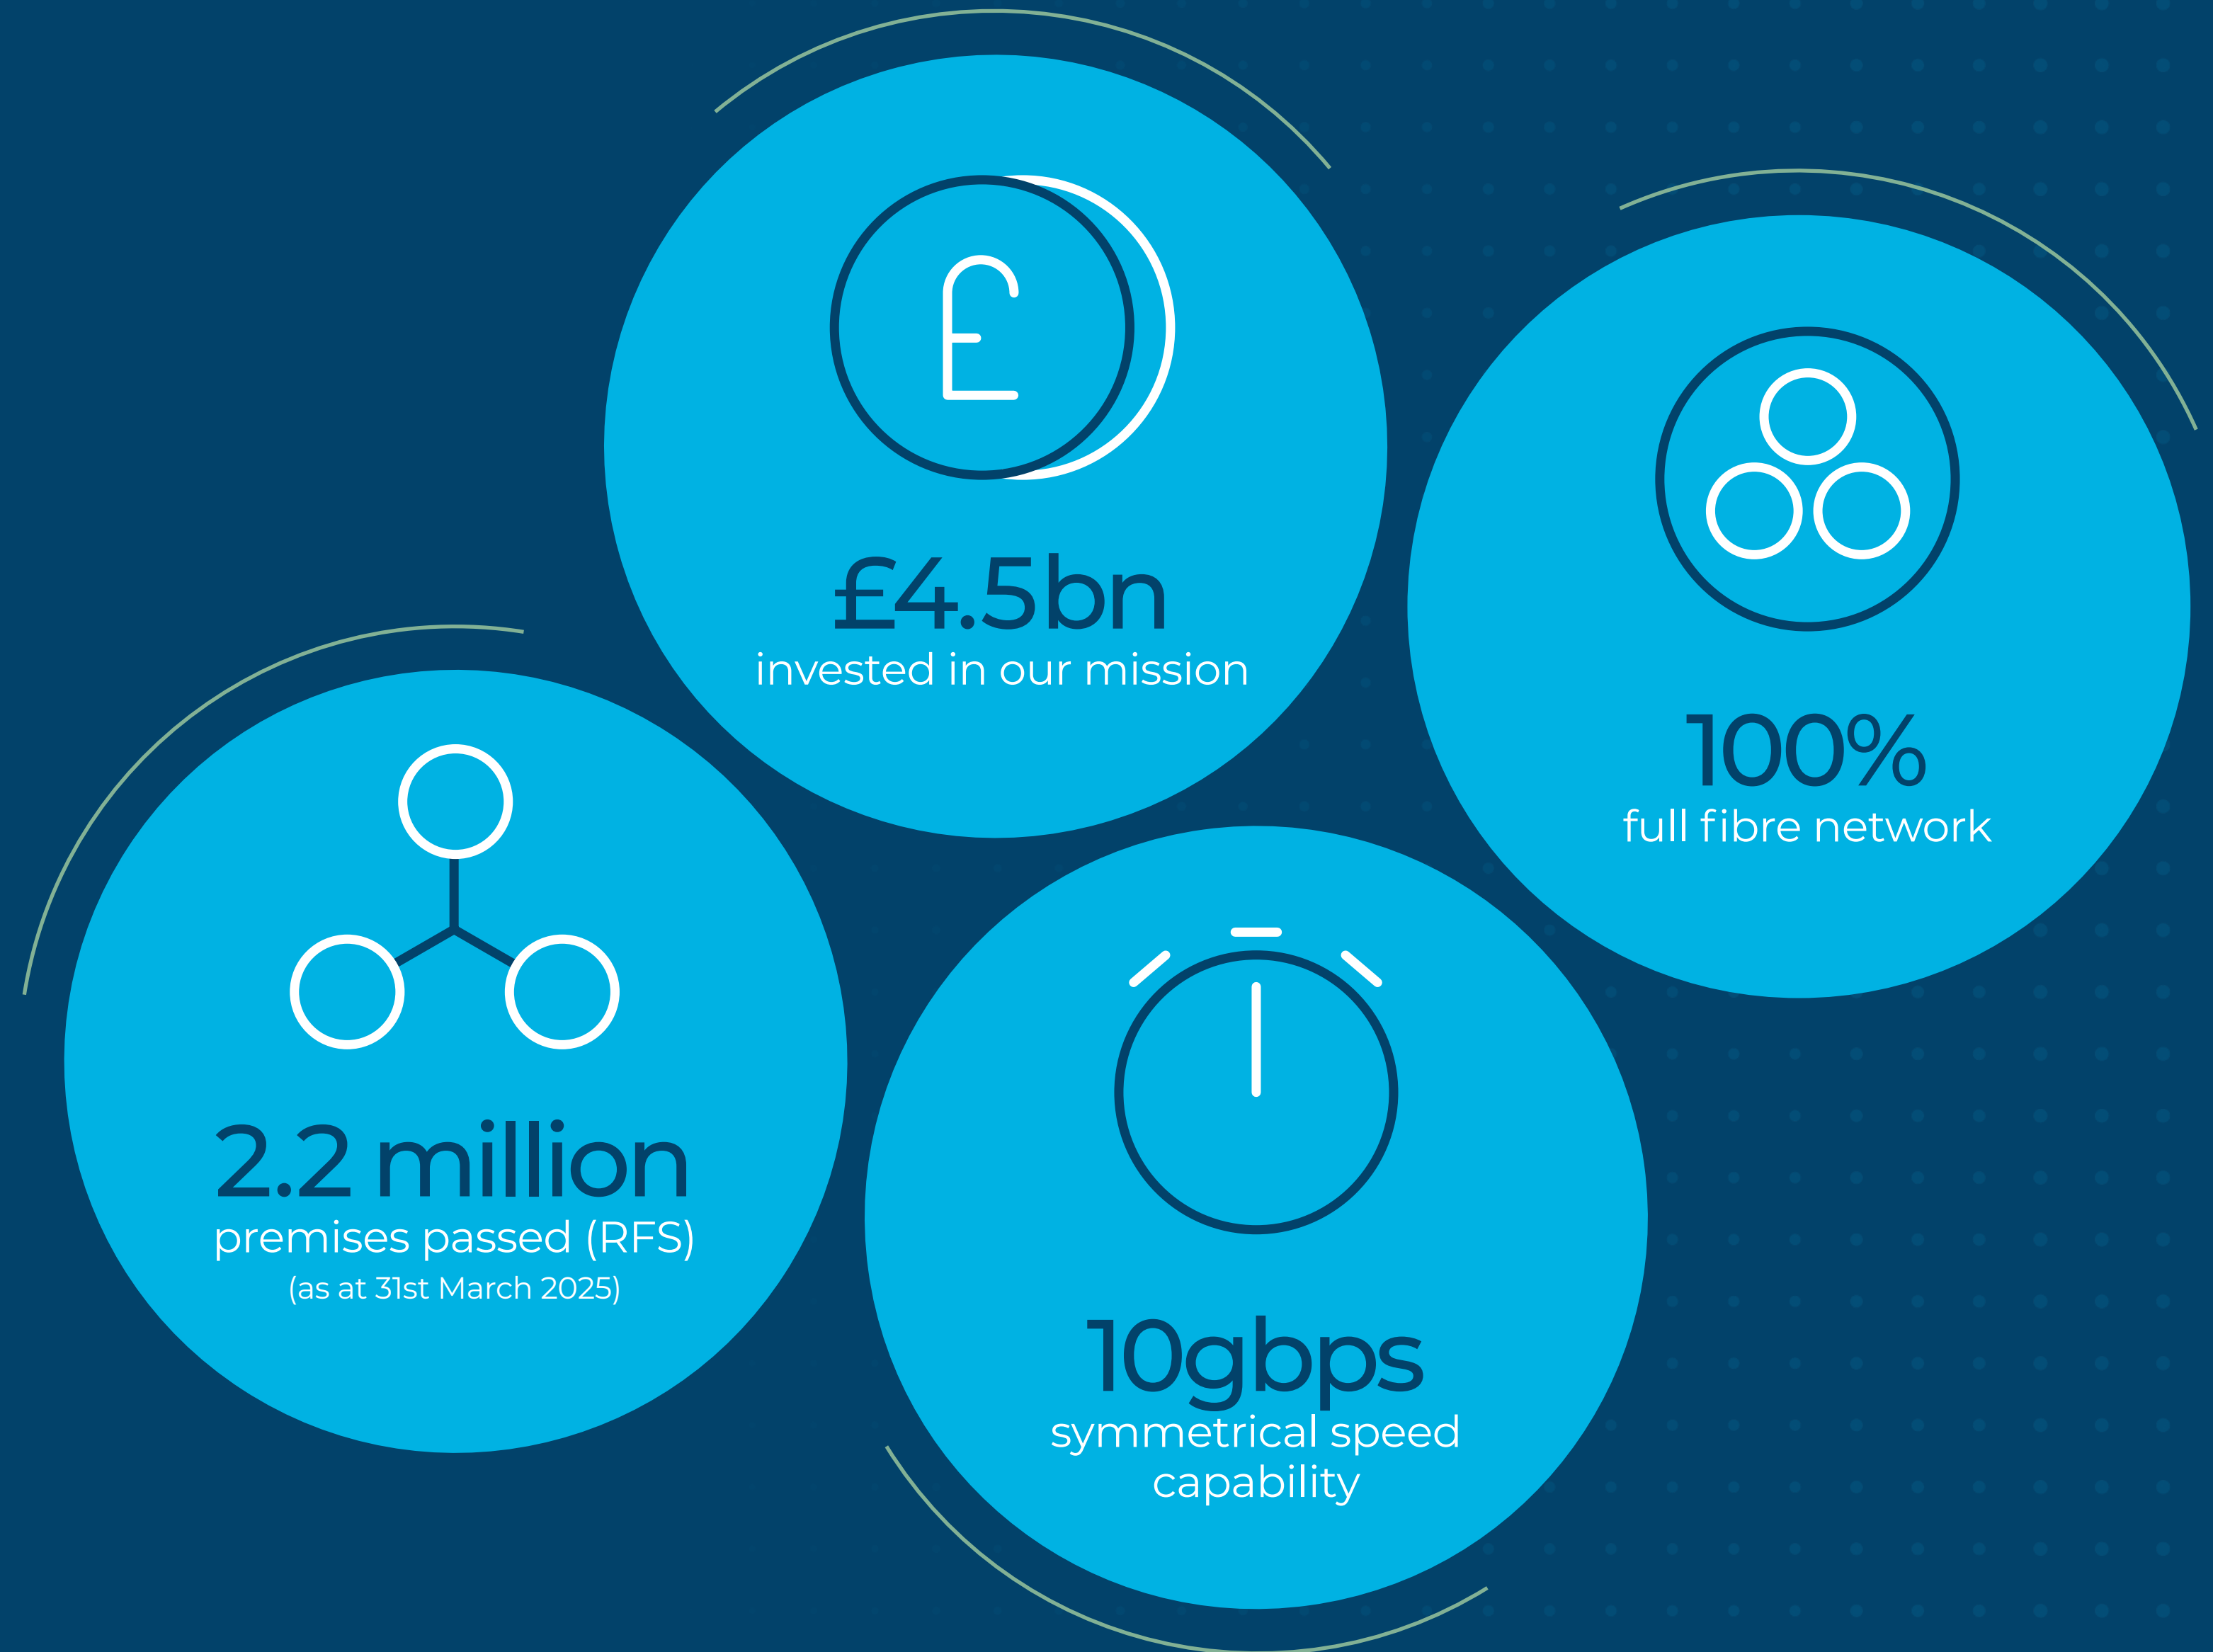 £4.5bn
invested in our mission
100%
full fibre network
2.2 million
premises passed (RFS)
(as at 31st March 2025)
10gbps
symmetrical speed
capability